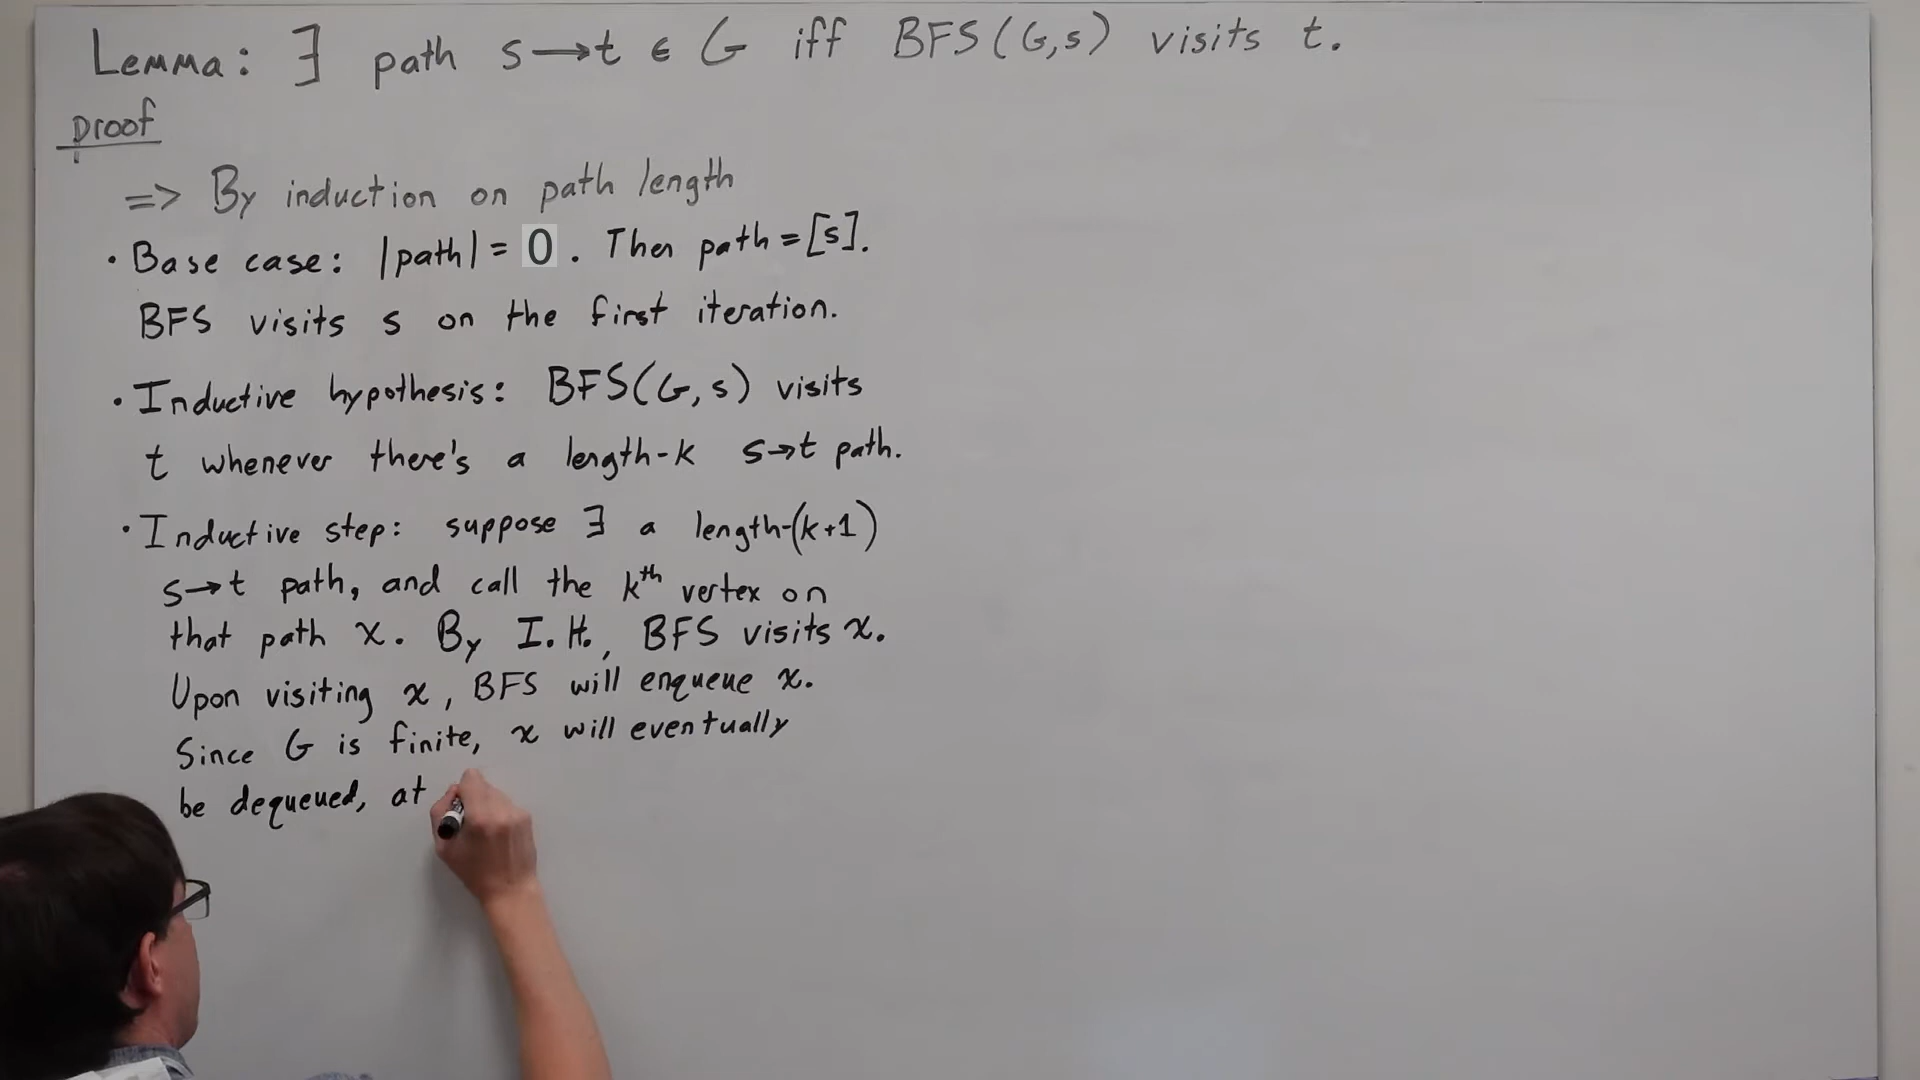 Lemma: ∃ path s→t ∈ G iff BFS(G,s) visits t.
proof
=> By induction on path length
• Base case: |path| = 0. Then path = [s].
BFS visits s on the first iteration.
• Inductive hypothesis: BFS(G,s) visits
t whenever there's a length-k s→t path.
• Inductive step: suppose ∃ a length-(k+1)
s→t path, and call the kth vertex on
that path x. By I.H., BFS visits x.
Upon visiting x, BFS will enqueue x.
Since G is finite, x will eventually
be dequeued, at